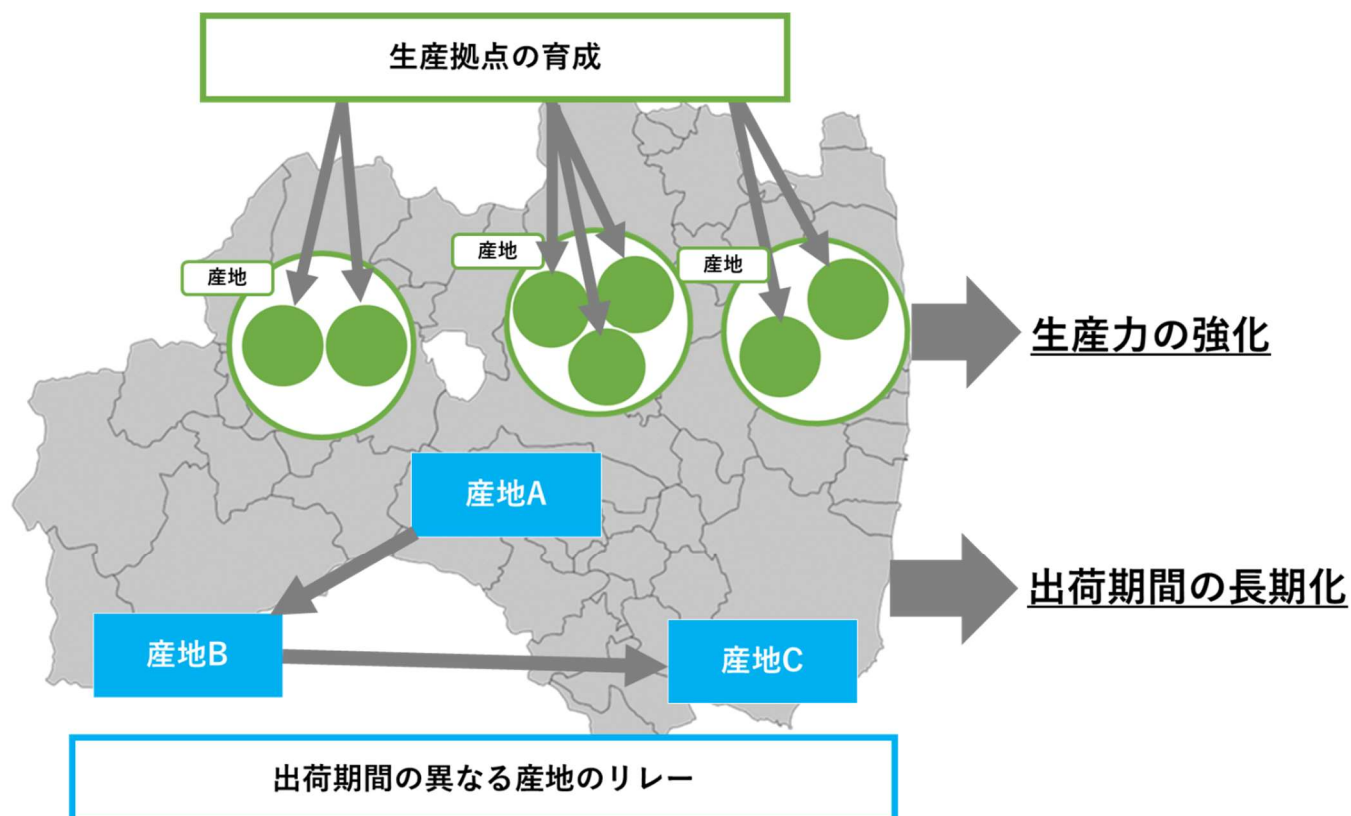 生産拠点の育成
産地
産地
産地
生産力の強化
産地A
出荷期間の長期化
産地B
産地C
出荷期間の異なる産地のリレー